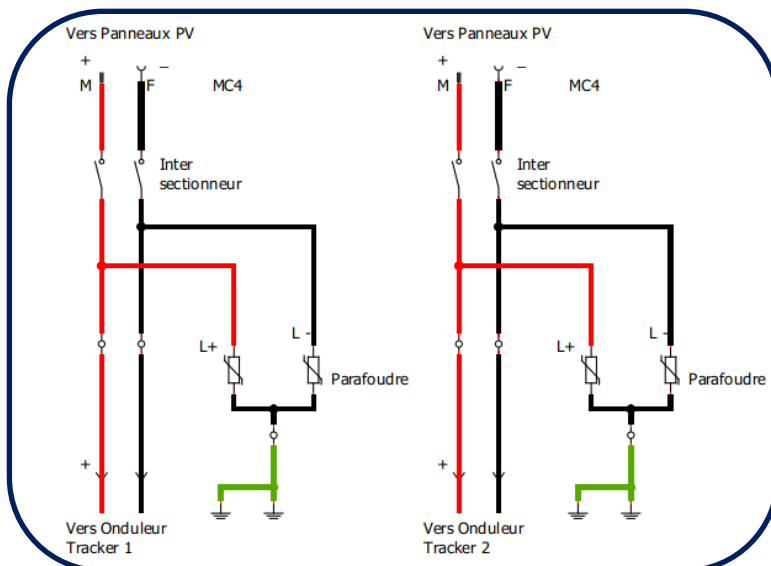 Vers Panneaux PV
+
−
M
F
MC4
Inter
sectionneur
L+
L -
Parafoudre
+
Vers Onduleur
Tracker 1
Vers Panneaux PV
+
−
M
F
MC4
Inter
sectionneur
L+
L -
Parafoudre
+
Vers Onduleur
Tracker 2